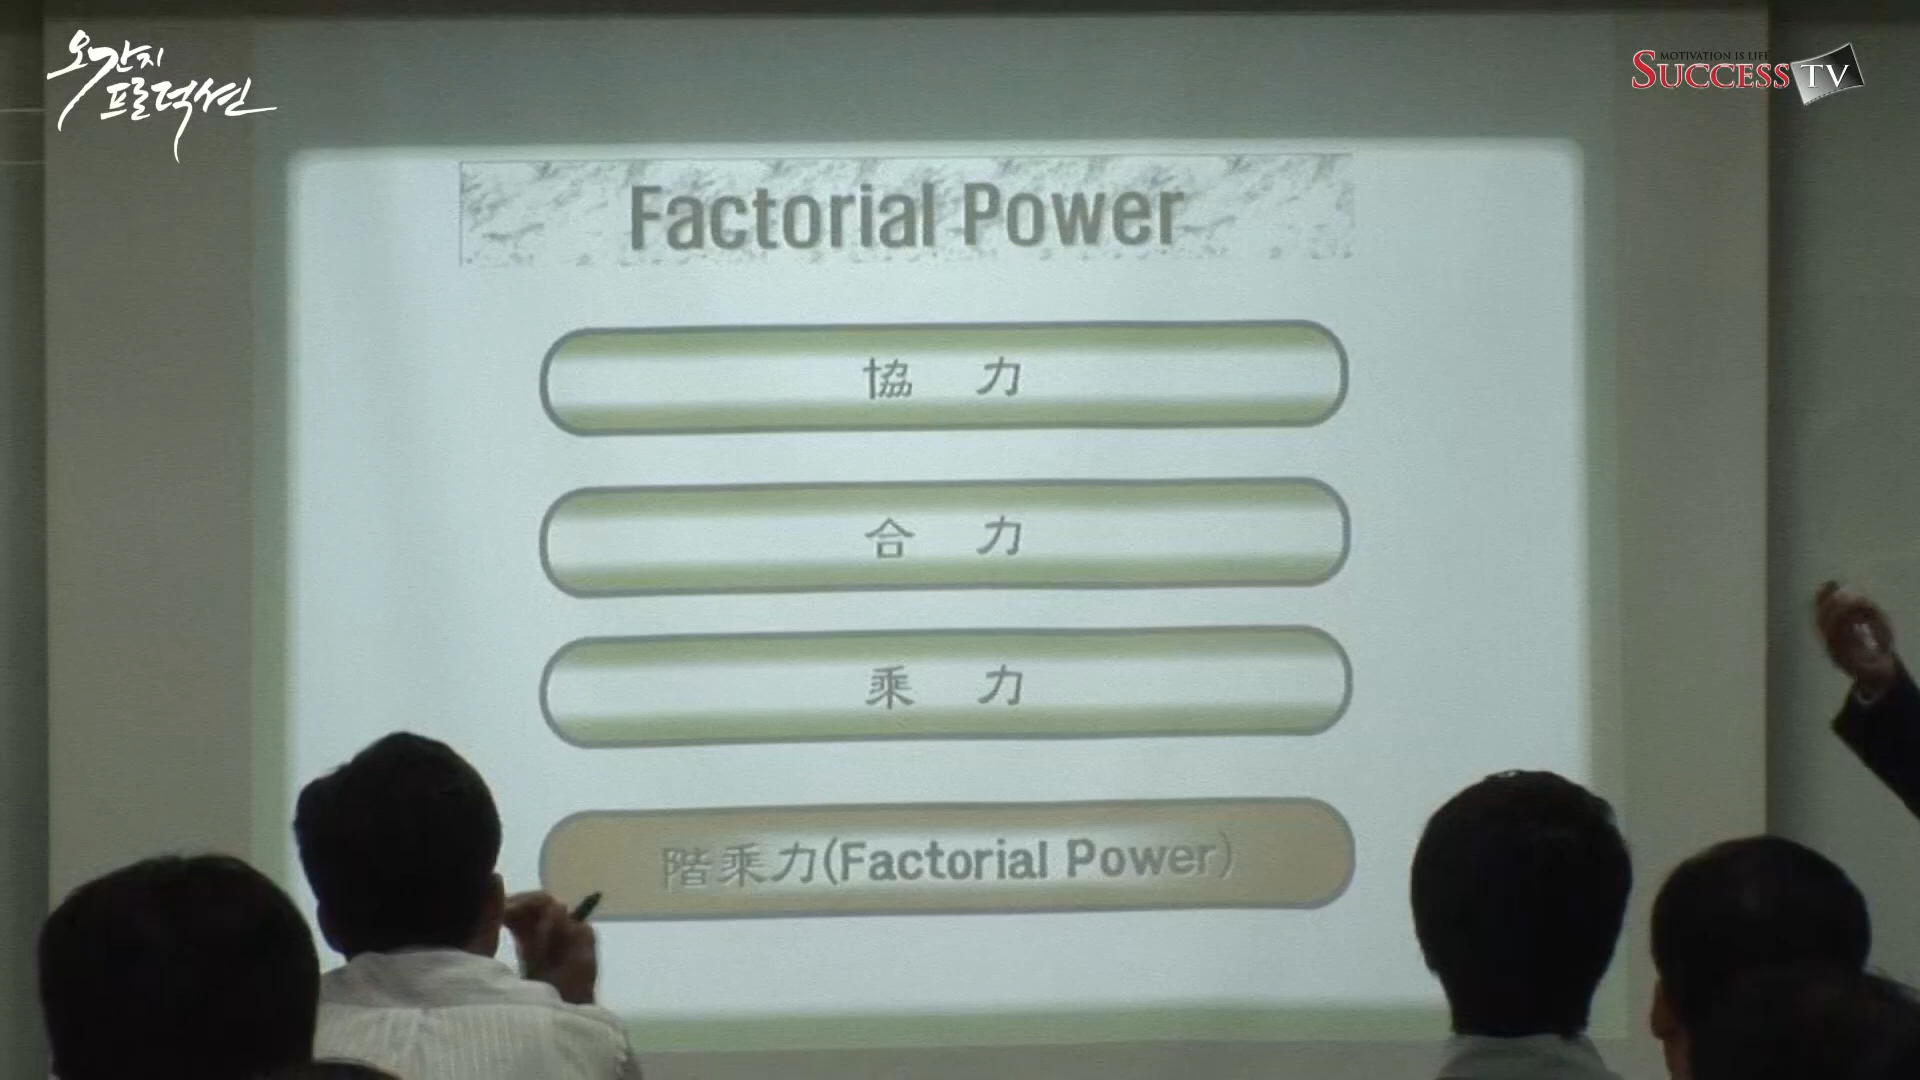 오간지
프로덕션
MOTIVATION IS LIFE
SUCCESS TV
Factorial Power
協 力
合 力
乘 力
階乘力(Factorial Power)